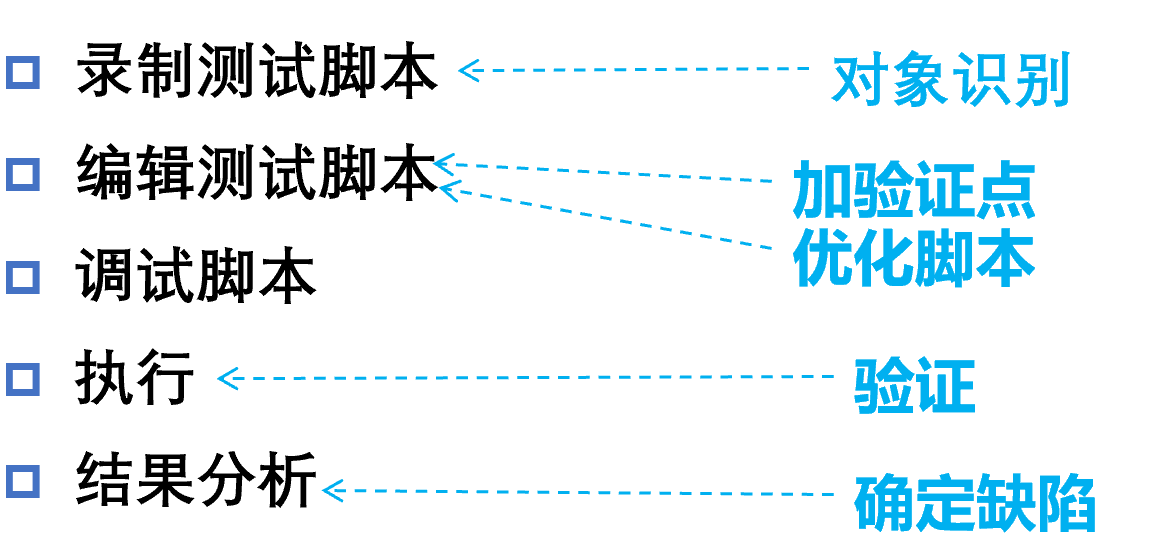 录制测试脚本
对象识别
编辑测试脚本
加验证点
优化脚本
调试脚本
执行
验证
结果分析
确定缺陷